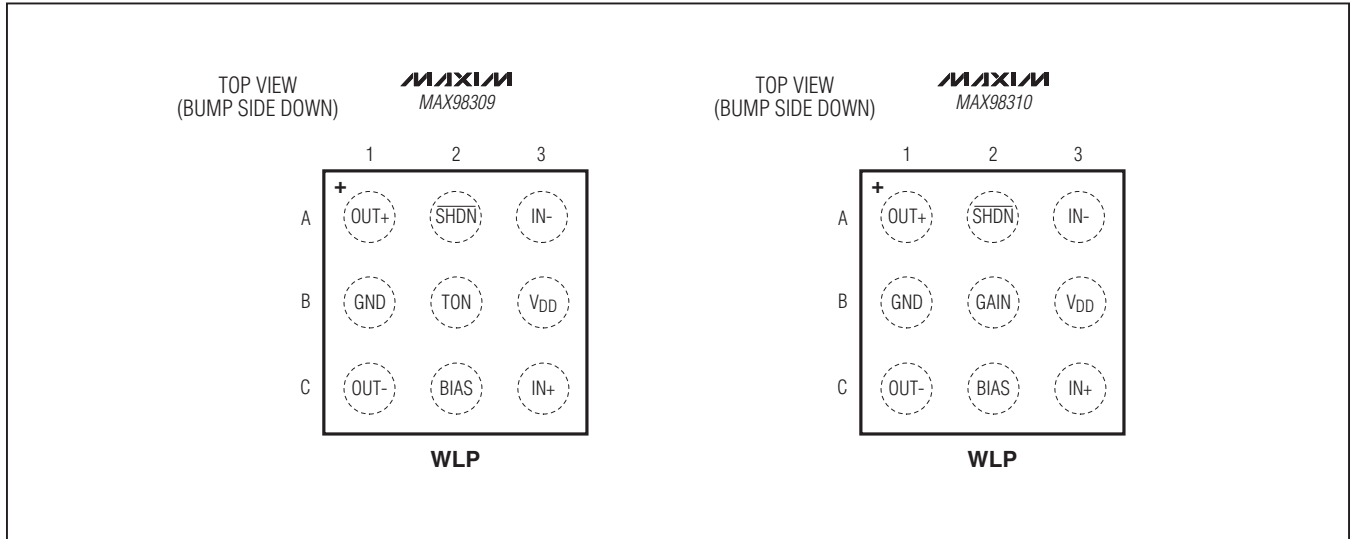 TOP VIEW
(BUMP SIDE DOWN)
MAXIM
MAX98309
1 2 3
+
A OUT+ SHDN IN-
B GND TON VDD
C OUT- BIAS IN+
WLP
TOP VIEW
(BUMP SIDE DOWN)
MAXIM
MAX98310
1 2 3
+
A OUT+ SHDN IN-
B GND GAIN VDD
C OUT- BIAS IN+
WLP